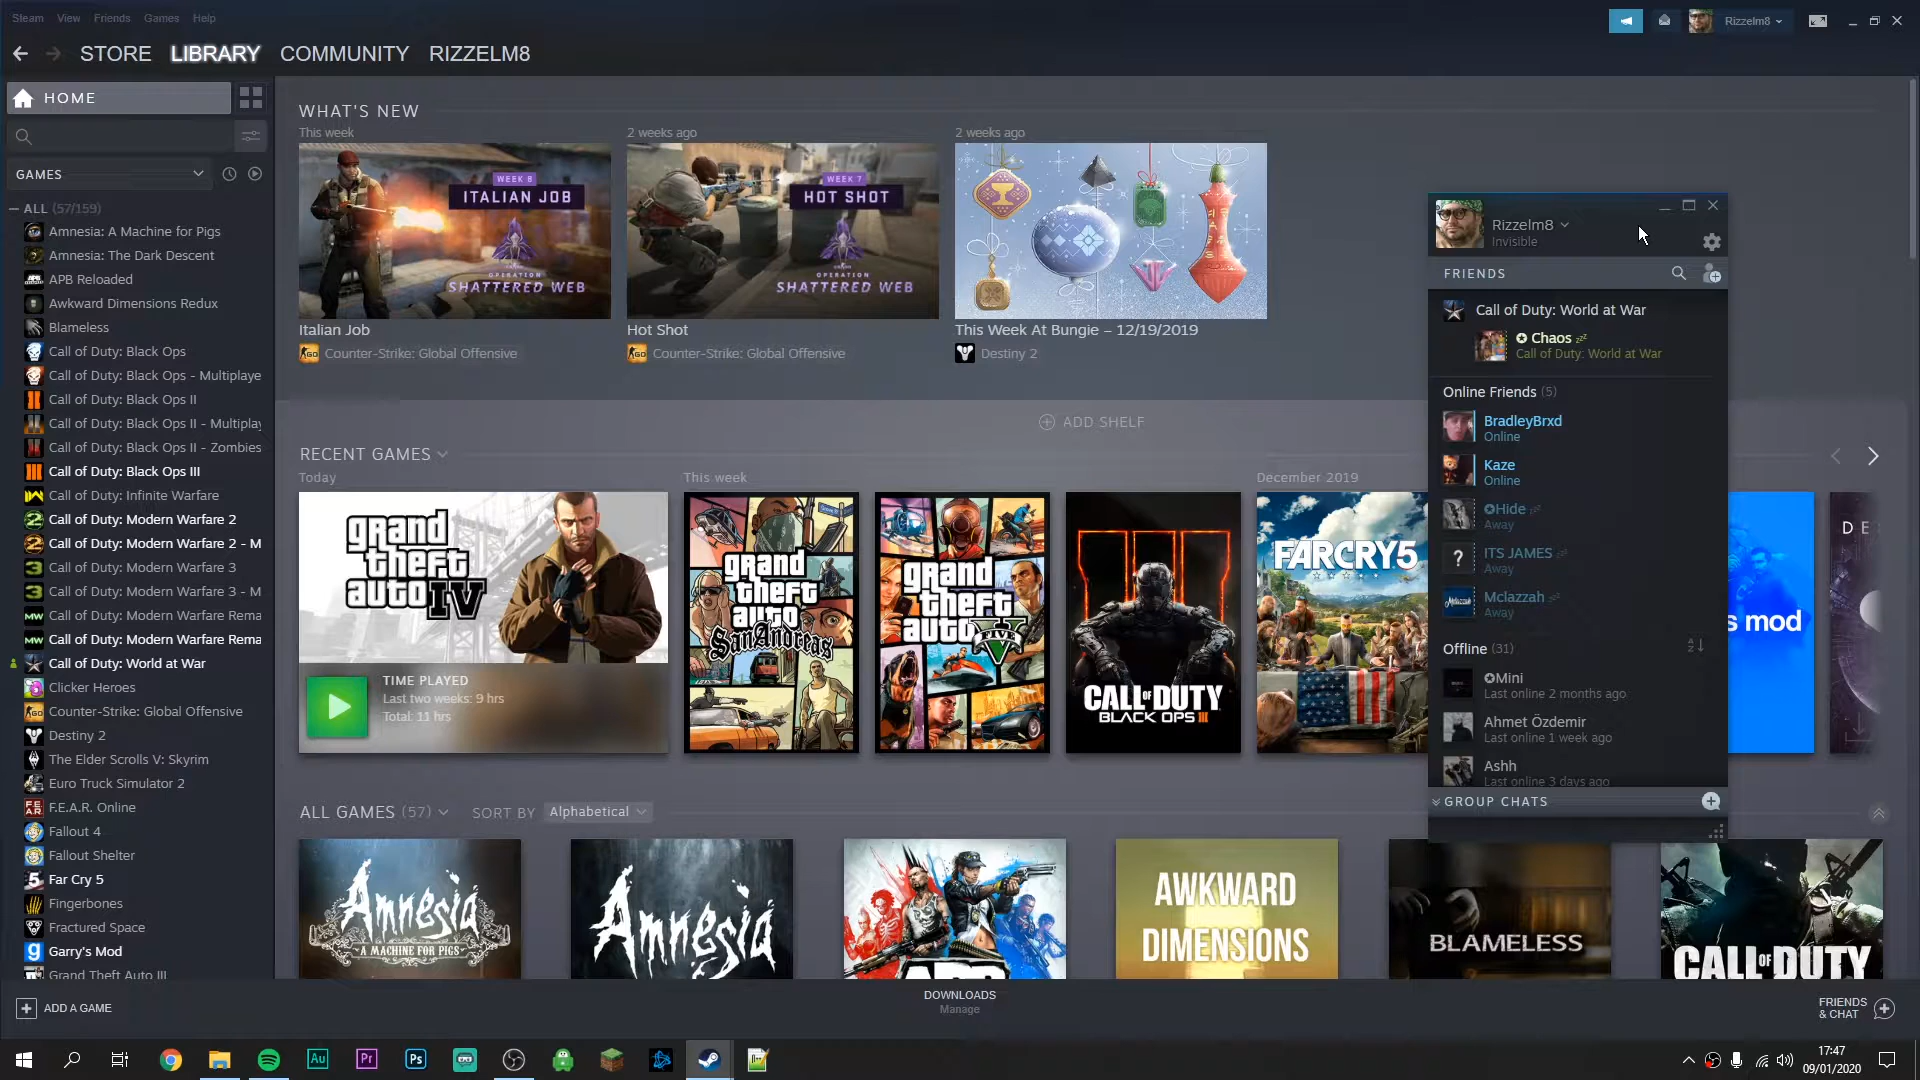 Steam View Friends Games Help
Rizzelm8
STORE LIBRARY COMMUNITY RIZZELM8
HOME
GAMES
ALL (57/159)
Amnesia: A Machine for Pigs
Amnesia: The Dark Descent
APB Reloaded
Awkward Dimensions Redux
Blameless
Call of Duty: Black Ops
Call of Duty: Black Ops - Multiplaye
Call of Duty: Black Ops II
Call of Duty: Black Ops II - Multiplay
Call of Duty: Black Ops II - Zombies
Call of Duty: Black Ops III
Call of Duty: Infinite Warfare
Call of Duty: Modern Warfare 2
Call of Duty: Modern Warfare 2 - M
Call of Duty: Modern Warfare 3
Call of Duty: Modern Warfare 3 - M
Call of Duty: Modern Warfare Rema
Call of Duty: Modern Warfare Rema
Call of Duty: World at War
Clicker Heroes
Counter-Strike: Global Offensive
Destiny 2
The Elder Scrolls V: Skyrim
Euro Truck Simulator 2
F.E.A.R. Online
Fallout 4
Fallout Shelter
Far Cry 5
Fingerbones
Fractured Space
Garry's Mod
Grand Theft Auto III
ADD A GAME
WHAT'S NEW
This week
WEEK 8
ITALIAN JOB
OPERATION
SHATTERED WEB
Italian Job
Counter-Strike: Global Offensive
2 weeks ago
WEEK 7
HOT SHOT
OPERATION
SHATTERED WEB
Hot Shot
Counter-Strike: Global Offensive
2 weeks ago
This Week At Bungie – 12/19/2019
Destiny 2
ADD SHELF
RECENT GAMES
Today
grand
theft
auto IV
TIME PLAYED
Last two weeks: 9 hrs
Total: 11 hrs
This week
grand
theft
auto
San Andreas
grand
theft
auto
FIVE
CALL OF DUTY
BLACK OPS III
December 2019
FARCRY5
s mod
DE
ALL GAMES (57) SORT BY Alphabetical
Amnesia
A MACHINE FOR PIGS
Amnesia
APB
AWKWARD
DIMENSIONS
BLAMELESS
CALL OF DUTY
Rizzelm8
Invisible
FRIENDS
Call of Duty: World at War
Chaos zzz
Call of Duty: World at War
Online Friends (5)
BradleyBrxd
Online
Kaze
Online
✪Hide zzz
Away
ITS JAMES zzz
Away
Mclazzah zzz
Away
Offline (31)
✪Mini
Last online 2 months ago
Ahmet Özdemir
Last online 1 week ago
Ashh
Last online 3 days ago
GROUP CHATS
DOWNLOADS
Manage
FRIENDS
& CHAT
Au Pr Ps
17:47
09/01/2020